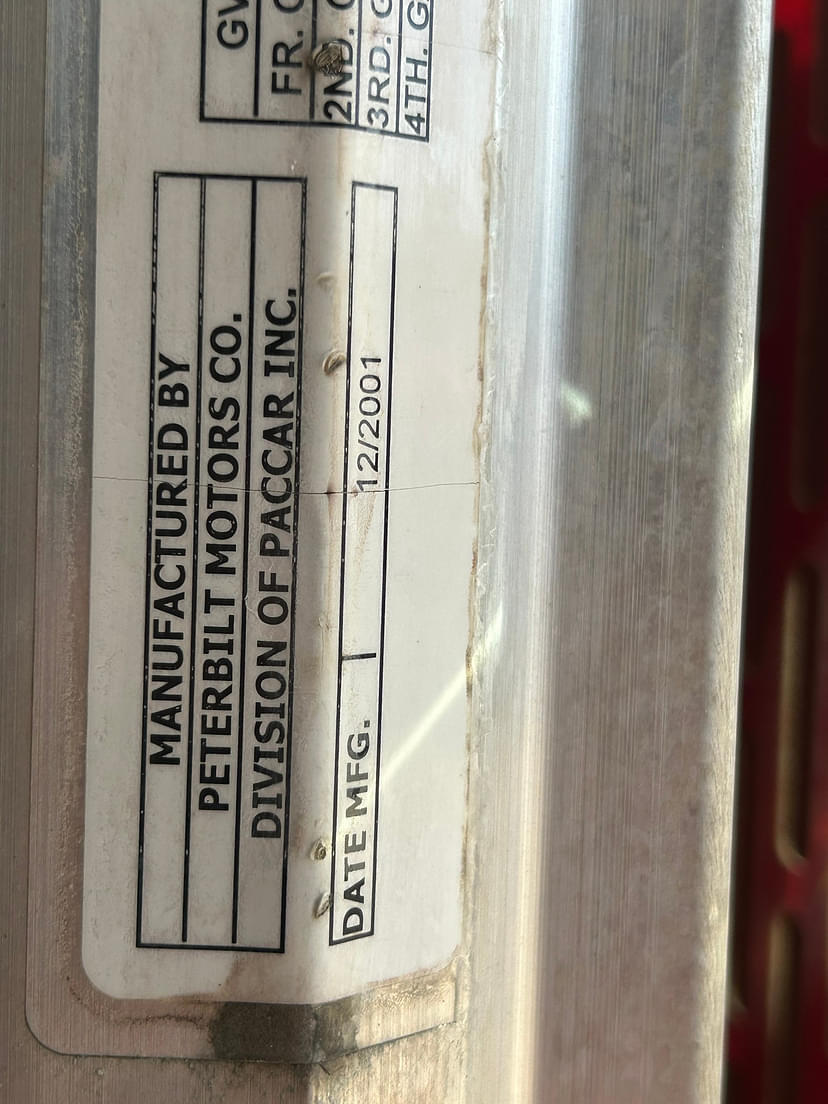 MANUFACTURED BY
PETERBILT MOTORS CO.
DIVISION OF PACCAR INC.
DATE MFG. | 12/2001
FR.
2ND.
3RD.
4TH.